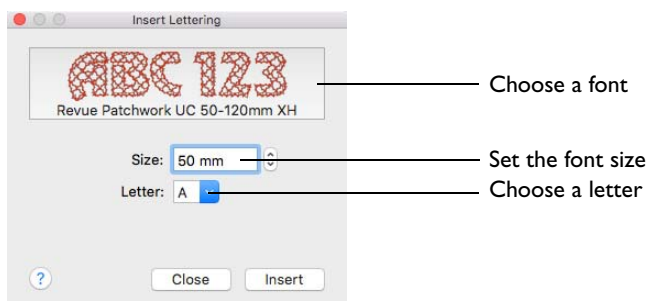 Insert Lettering
ABC 123
Revue Patchwork UC 50-120mm XH
Choose a font
Size: 50 mm
Set the font size
Letter: A
Choose a letter
?
Close
Insert